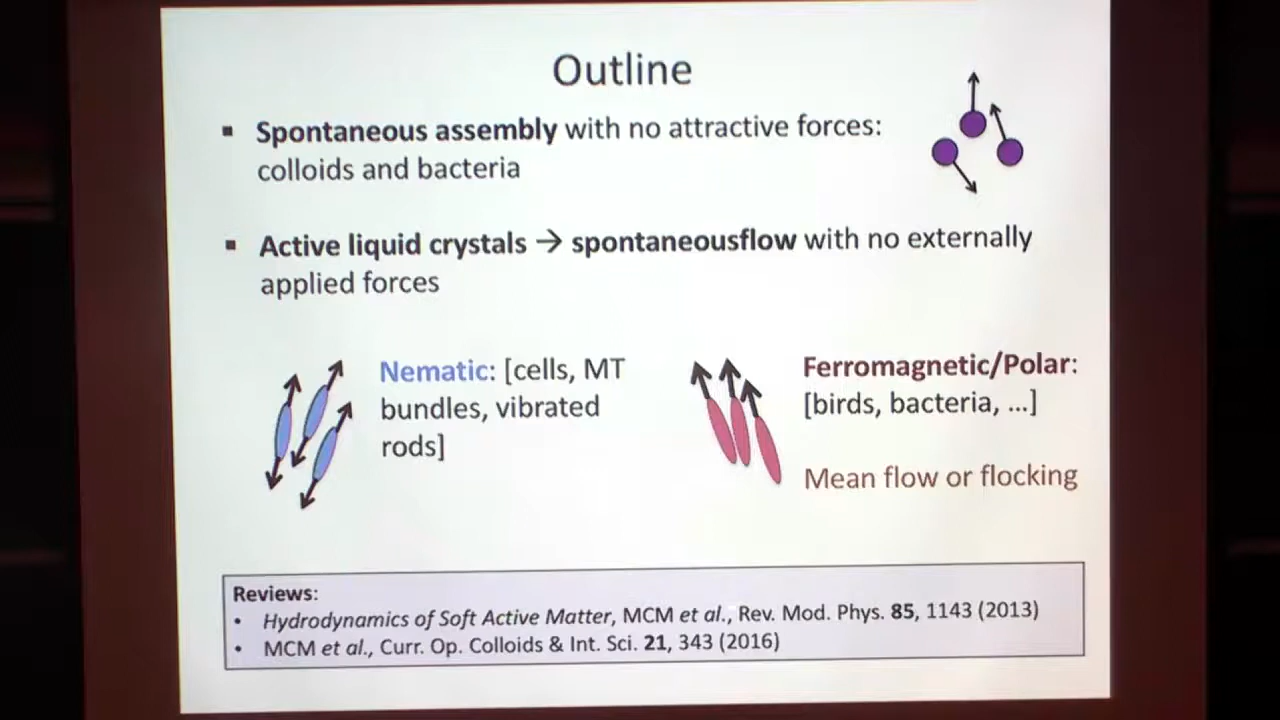 Outline
▪ Spontaneous assembly with no attractive forces:
colloids and bacteria
▪ Active liquid crystals → spontaneousflow with no externally
applied forces
Nematic: [cells, MT
bundles, vibrated
rods]
Ferromagnetic/Polar:
[birds, bacteria, ...]
Mean flow or flocking
Reviews:
• Hydrodynamics of Soft Active Matter, MCM et al., Rev. Mod. Phys. 85, 1143 (2013)
• MCM et al., Curr. Op. Colloids & Int. Sci. 21, 343 (2016)